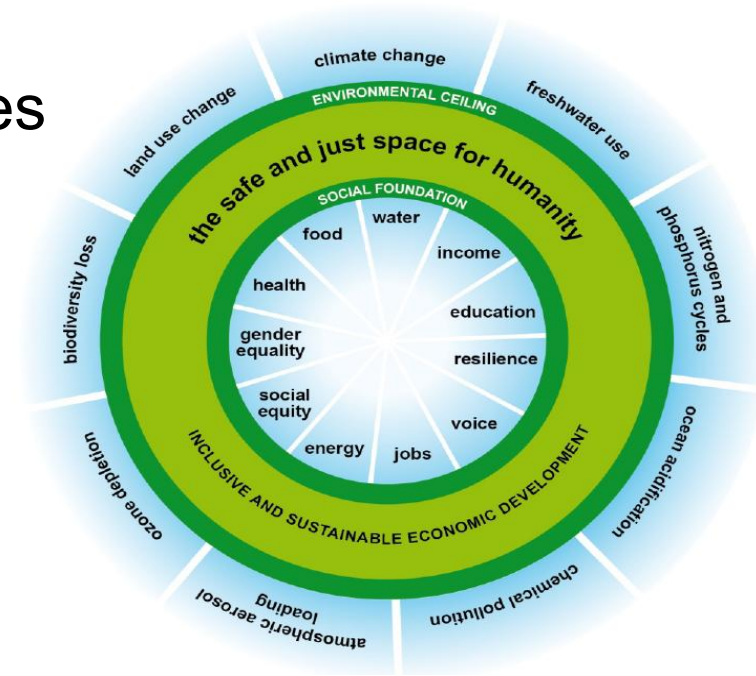 es
climate change
freshwater use
nitrogen and
phosphorus cycles
ocean acidification
chemical pollution
atmospheric aerosol
loading
ozone depletion
biodiversity loss
land use change
ENVIRONMENTAL CEILING
the safe and just space for humanity
SOCIAL FOUNDATION
water
income
education
resilience
voice
jobs
energy
social
equity
gender
equality
health
food
INCLUSIVE AND SUSTAINABLE ECONOMIC DEVELOPMENT